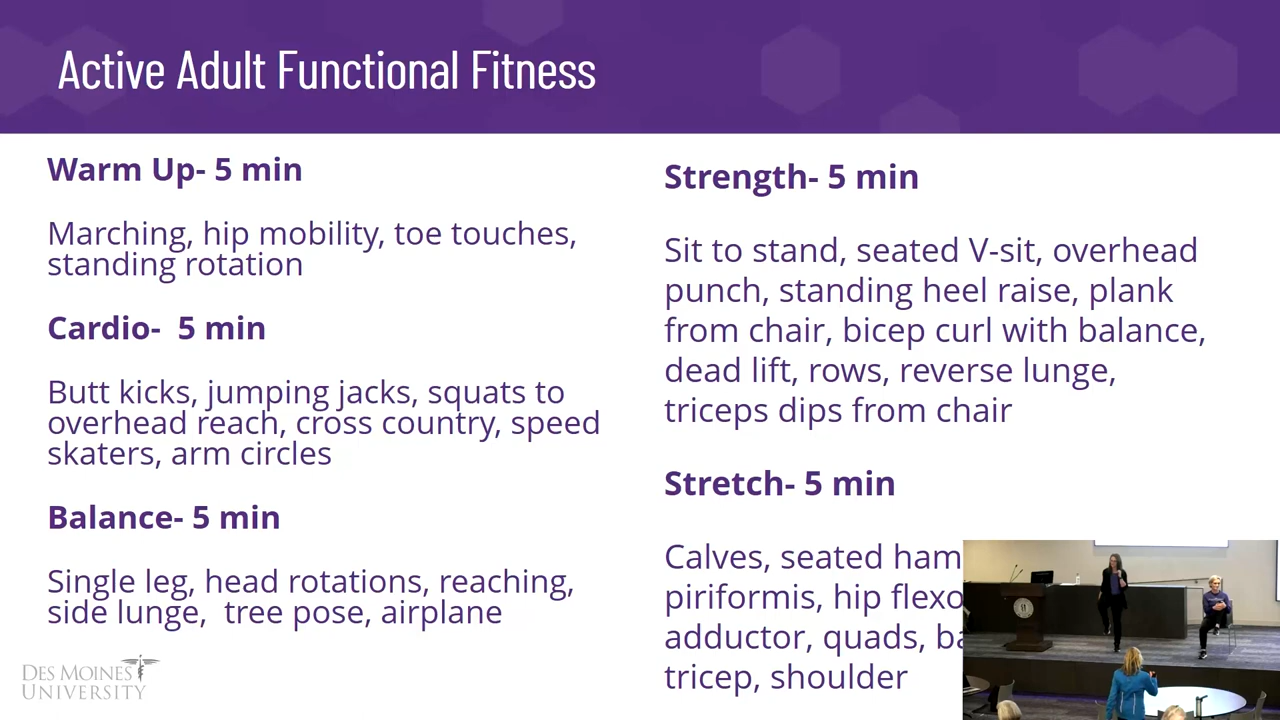 Active Adult Functional Fitness
Warm Up- 5 min
Marching, hip mobility, toe touches,
standing rotation
Cardio-  5 min
Butt kicks, jumping jacks, squats to
overhead reach, cross country, speed
skaters, arm circles
Balance- 5 min
Single leg, head rotations, reaching,
side lunge,  tree pose, airplane
Strength- 5 min
Sit to stand, seated V-sit, overhead
punch, standing heel raise, plank
from chair, bicep curl with balance,
dead lift, rows, reverse lunge,
triceps dips from chair
Stretch- 5 min
Calves, seated ham
piriformis, hip flexo
adductor, quads, ba
tricep, shoulder
DES MOINES
UNIVERSITY